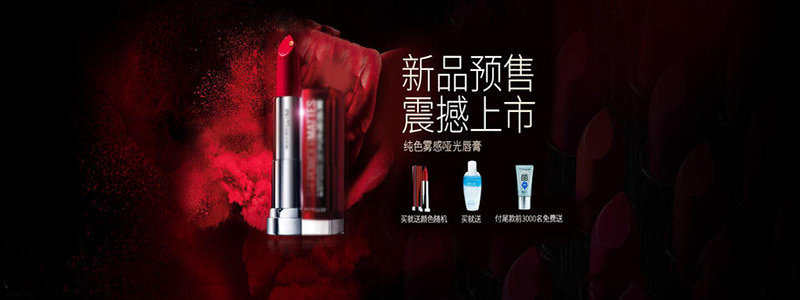 新品预售
震撼上市
纯色雾感哑光唇膏
买就送颜色随机
买就送
付尾款前3000名免费送
MATTES